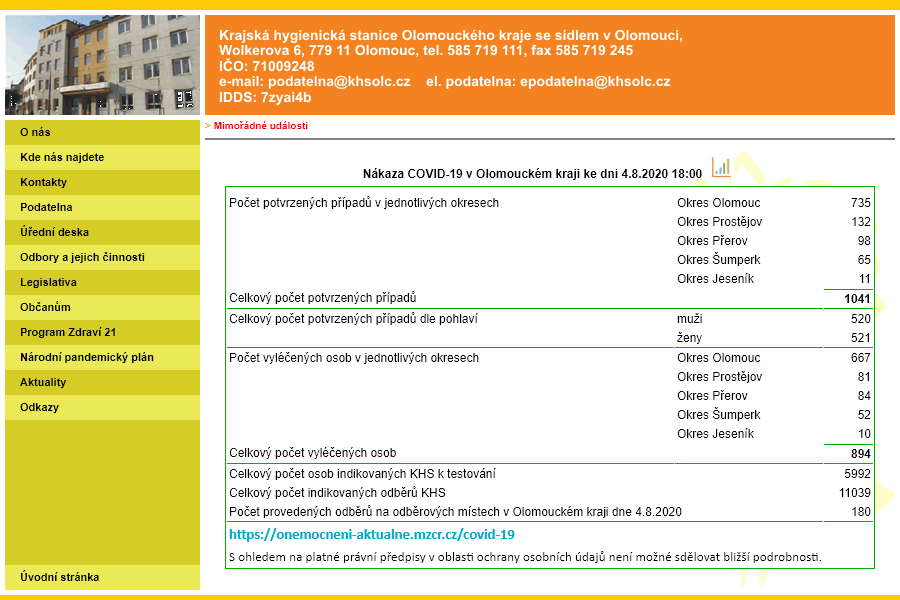 Krajská hygienická stanice Olomouckého kraje se sídlem v Olomouci,
Wolkerova 6, 779 11 Olomouc, tel. 585 719 111, fax 585 719 245
IČO: 71009248
e-mail: podatelna@khsolc.cz el. podatelna: epodatelna@khsolc.cz
IDDS: 7zyai4b
> Mimořádné události
O nás
Kde nás najdete
Kontakty
Podatelna
Úřední deska
Odbory a jejich činnosti
Legislativa
Občanům
Program Zdraví 21
Národní pandemický plán
Aktuality
Odkazy
Úvodní stránka
Nákaza COVID-19 v Olomouckém kraji ke dni 4.8.2020 18:00
Počet potvrzených případů v jednotlivých okresech Okres Olomouc 735
Okres Prostějov 132
Okres Přerov 98
Okres Šumperk 65
Okres Jeseník 11
Celkový počet potvrzených případů 1041
Celkový počet potvrzených případů dle pohlaví muži 520
ženy 521
Počet vyléčených osob v jednotlivých okresech Okres Olomouc 667
Okres Prostějov 81
Okres Přerov 84
Okres Šumperk 52
Okres Jeseník 10
Celkový počet vyléčených osob 894
Celkový počet osob indikovaných KHS k testování 5992
Celkový počet indikovaných odběrů KHS 11039
Počet provedených odběrů na odběrových místech v Olomouckém kraji dne 4.8.2020 180
https://onemocneni-aktualne.mzcr.cz/covid-19
S ohledem na platné právní předpisy v oblasti ochrany osobních údajů není možné sdělovat bližší podrobnosti.